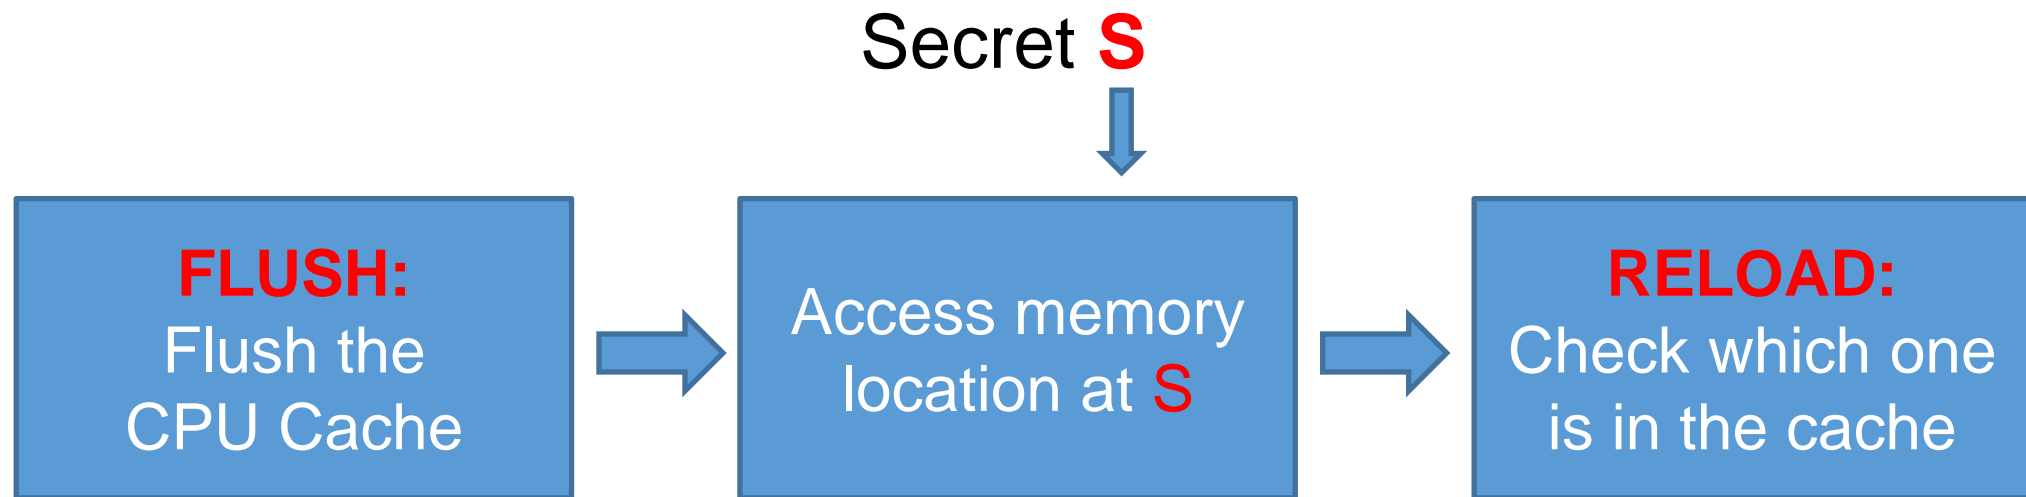 Secret S
FLUSH:
Flush the
CPU Cache
Access memory
location at S
RELOAD:
Check which one
is in the cache